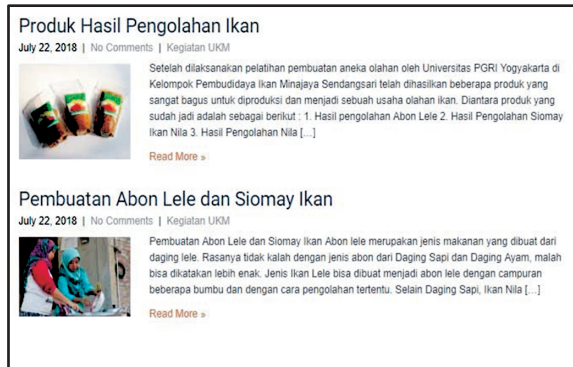 Produk Hasil Pengolahan Ikan
July 22, 2018 | No Comments | Kegiatan UKM
Setelah dilaksanakan pelatihan pembuatan aneka olahan oleh Universitas PGRI Yogyakarta di
Kelompok Pembudidaya Ikan Minajaya Sendangsari telah dihasilkan beberapa produk yang
sangat bagus untuk diproduksi dan menjadi sebuah usaha olahan ikan. Diantara produk yang
sudah jadi adalah sebagai berikut : 1. Hasil pengolahan Abon Lele 2. Hasil Pengolahan Siomay
Ikan Nila 3. Hasil Pengolahan Nila […]
Read More »
Pembuatan Abon Lele dan Siomay Ikan
July 22, 2018 | No Comments | Kegiatan UKM
Pembuatan Abon Lele dan Siomay Ikan Abon lele merupakan jenis makanan yang dibuat dari
daging lele. Rasanya tidak kalah dengan jenis abon dari Daging Sapi dan Daging Ayam, malah
bisa dikatakan lebih enak. Jenis Ikan Lele bisa dibuat menjadi abon lele dengan campuran
beberapa bumbu dan dengan cara pengolahan tertentu. Selain Daging Sapi, Ikan Nila […]
Read More »